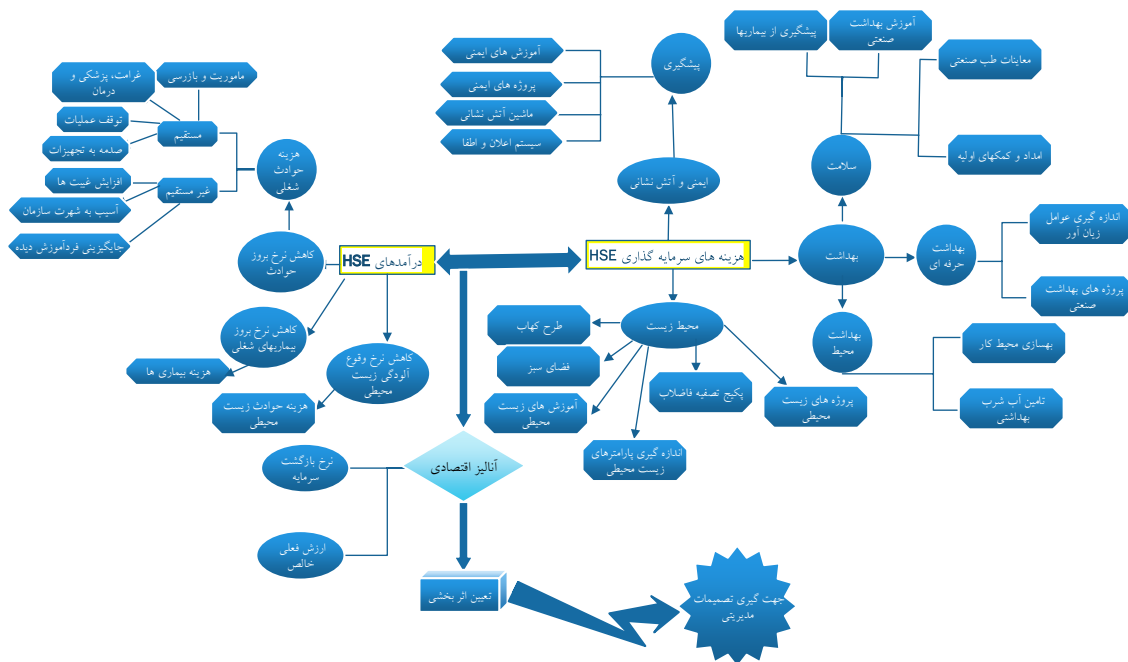 آموزش بهداشت
صنعتی
پیشگیری از بیماریها
معاینات طب صنعتی
امداد و کمکهای اولیه
سلامت
پیشگیری
آموزش های ایمنی
پروژه های ایمنی
ماشین آتش نشانی
سیستم اعلان و اطفا
ایمنی و آتش نشانی
ماموریت و بازرسی
غرامت، پزشکی و
درمان
توقف عملیات
صدمه به تجهیزات
مستقیم
افزایش غیبت ها
آسیب به شهرت سازمان
جایگیزینی فردآموزش دیده
غیر مستقیم
هزینه
حوادث
شغلی
اندازه گیری عوامل
زیان آور
پروژه های بهداشت
صنعتی
بهداشت
حرفه ای
بهداشت
هزینه های سرمایه گذاری HSE
درآمدهای HSE
کاهش نرخ بروز
حوادث
بهداشت
محیط
بهسازی محیط کار
تامین آب شرب
بهداشتی
محیط زیست
طرح کهاب
فضای سبز
آموزش های زیست
محیطی
اندازه گیری پارامترهای
زیست محیطی
پکیج تصفیه فاضلاب
پروژه های زیست
محیطی
کاهش نرخ بروز
بیماریهای شغلی
هزینه بیماری ها
کاهش نرخ وقوع
آلودگی زیست
محیطی
هزینه حوادث زیست
محیطی
آنالیز اقتصادی
نرخ بازگشت
سرمایه
ارزش فعلی
خالص
تعیین اثر بخشی
جهت گیری تصمیمات
مدیریتی